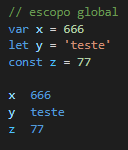 // escopo global
var x = 666
let y = 'teste'
const z = 77
x 666
y teste
z 77